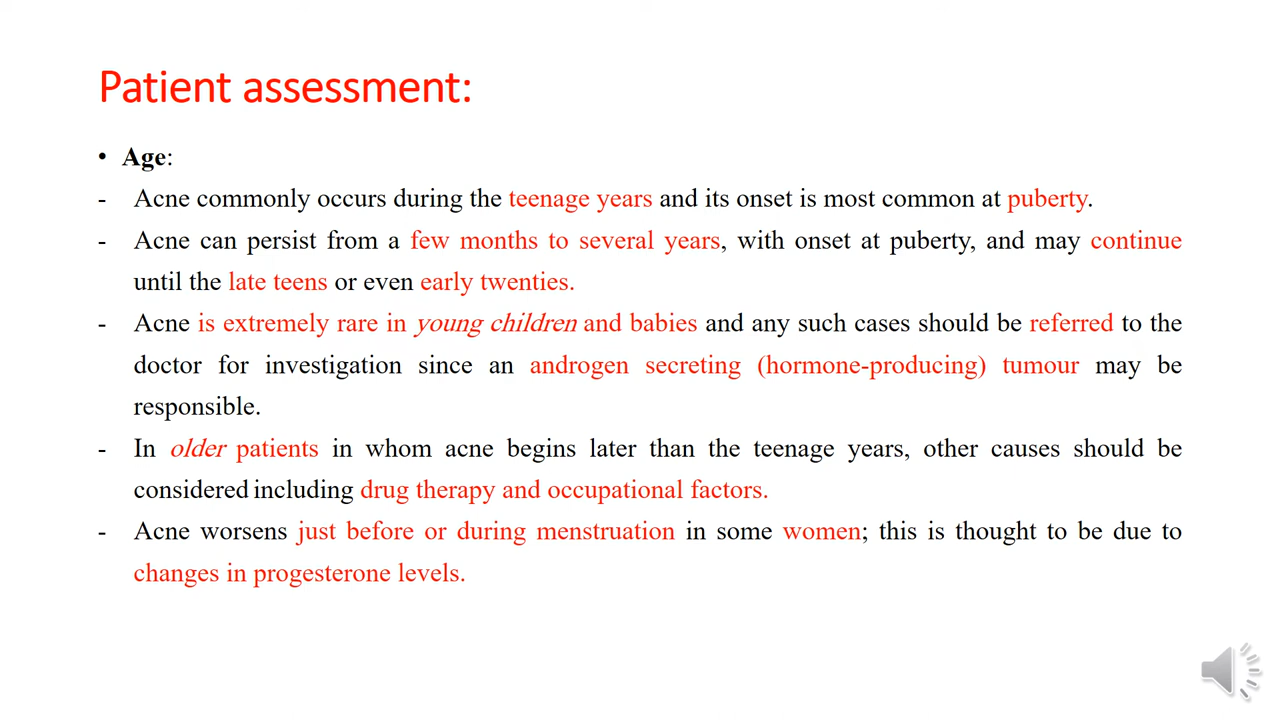 Patient assessment:
• Age:
- Acne commonly occurs during the teenage years and its onset is most common at puberty.
- Acne can persist from a few months to several years, with onset at puberty, and may continue
until the late teens or even early twenties.
- Acne is extremely rare in young children and babies and any such cases should be referred to the
doctor for investigation since an androgen secreting (hormone-producing) tumour may be
responsible.
- In older patients in whom acne begins later than the teenage years, other causes should be
considered including drug therapy and occupational factors.
- Acne worsens just before or during menstruation in some women; this is thought to be due to
changes in progesterone levels.